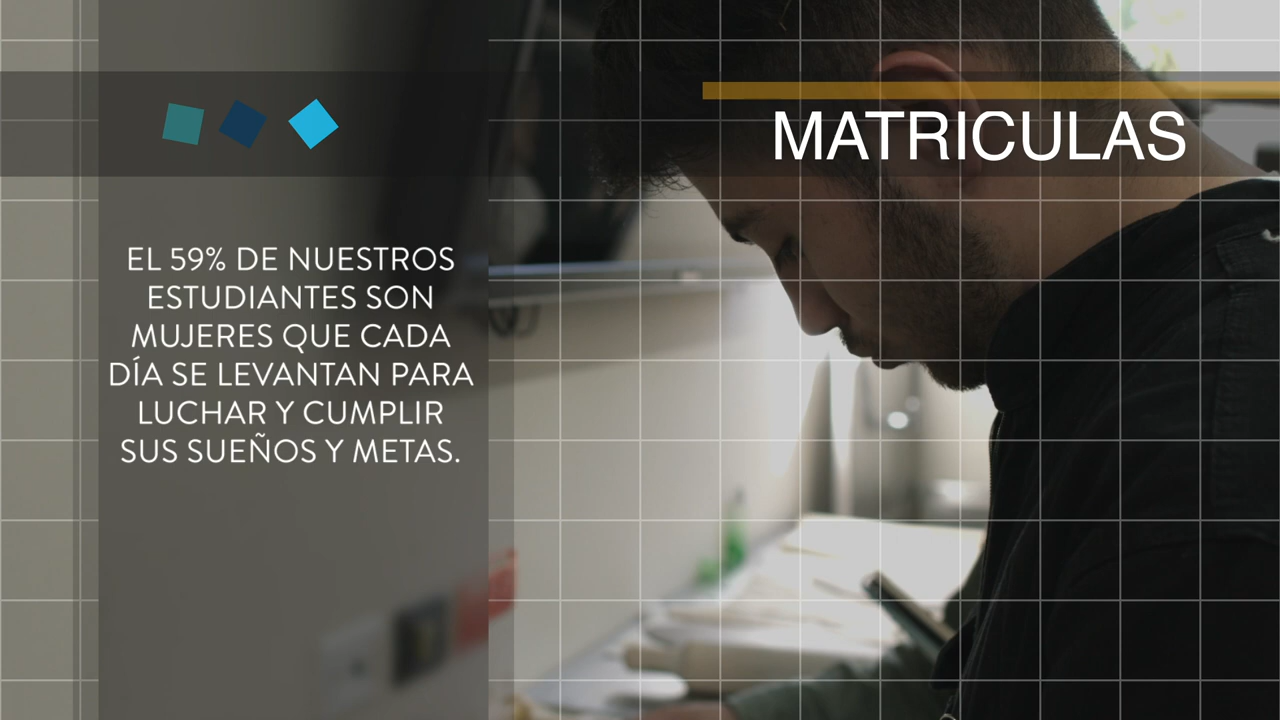 MATRICULAS
EL 59% DE NUESTROS
ESTUDIANTES SON
MUJERES QUE CADA
DÍA SE LEVANTAN PARA
LUCHAR Y CUMPLIR
SUS SUEÑOS Y METAS.